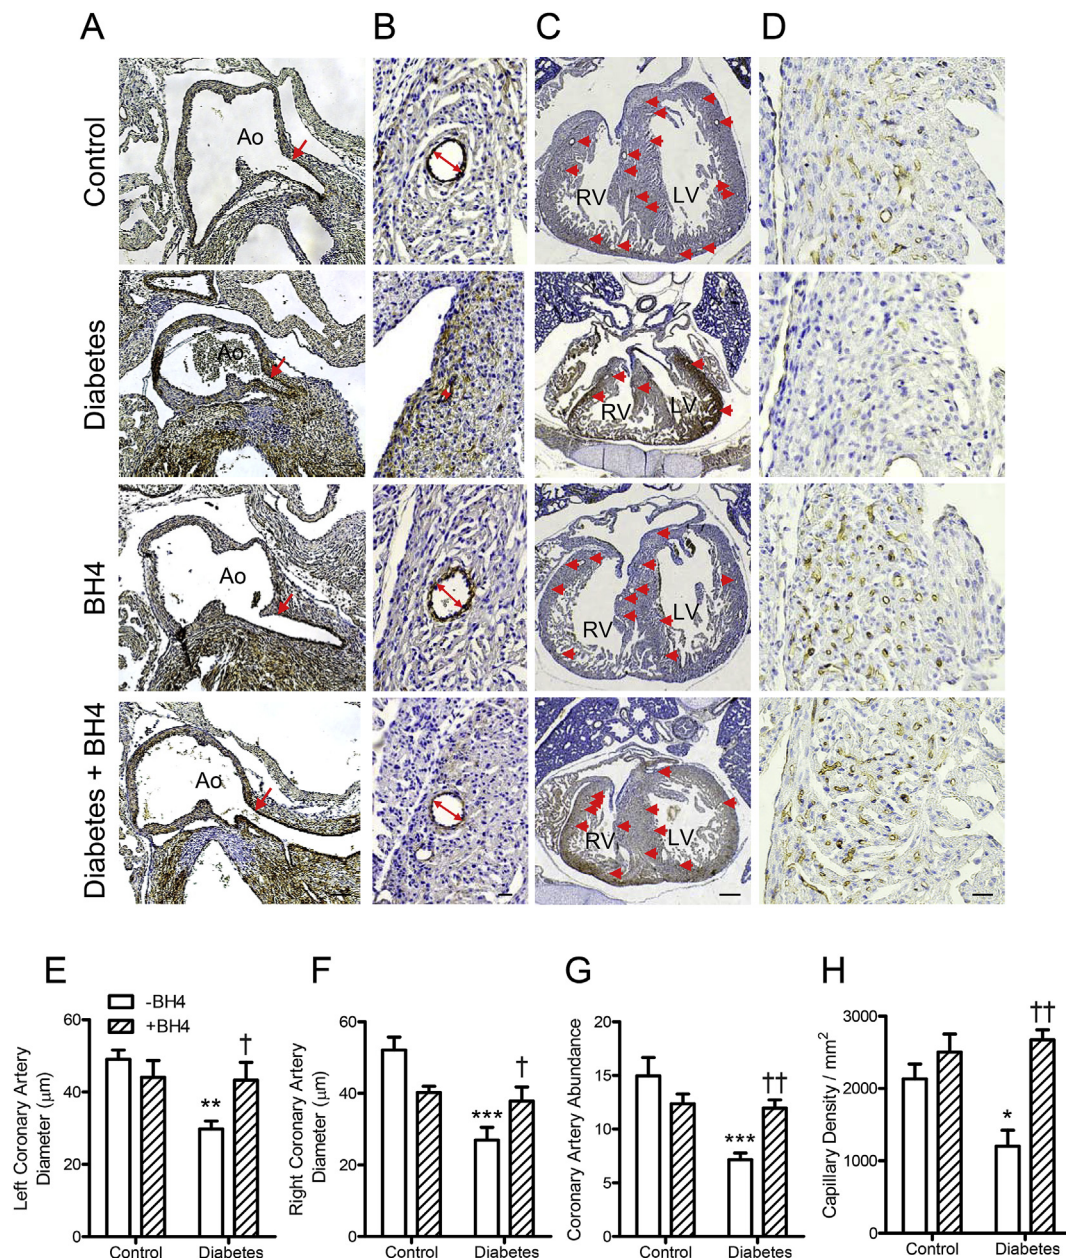 A B C D
Control
Ao
RV LV
Diabetes
Ao
RV LV
BH4
Ao
RV LV
Diabetes + BH4
Ao
RV LV
E
-BH4
+BH4
Left Coronary Artery
Diameter (μm)
60
40
20
0
**
†
Control Diabetes
F
Right Coronary Artery
Diameter (μm)
60
40
20
0
***
†
Control Diabetes
G
Coronary Artery Abundance
20
15
10
5
0
***
††
Control Diabetes
H
Capillary Density / mm²
3000
2000
1000
0
*
††
Control Diabetes